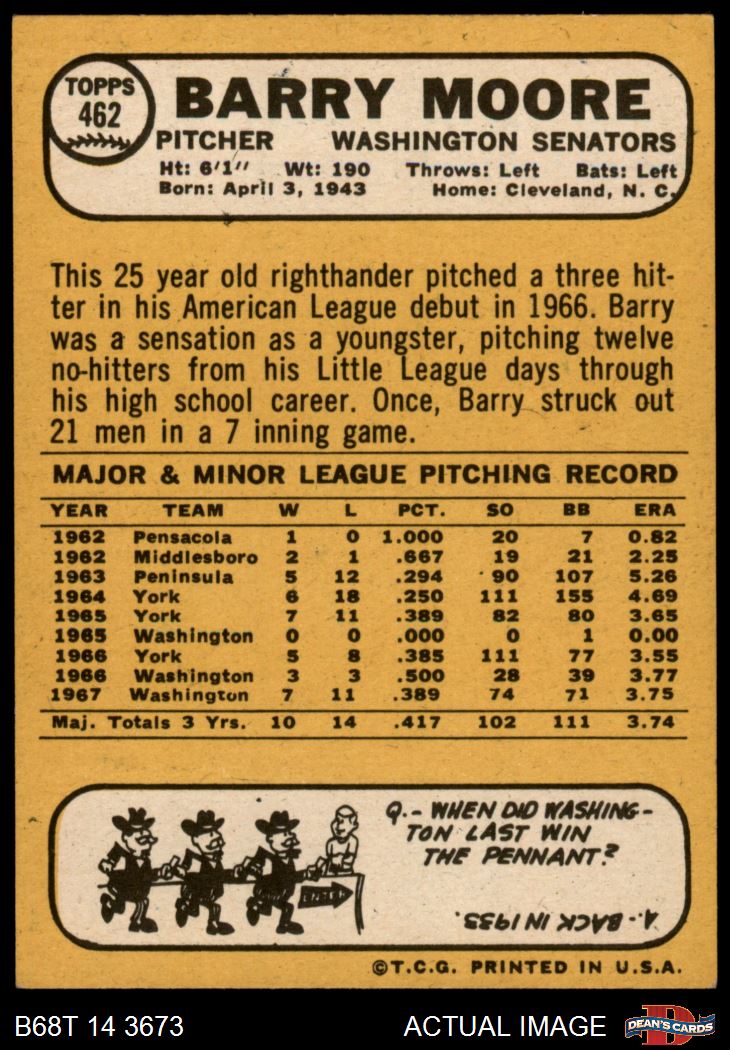 TOPPS
462
BARRY MOORE
PITCHER WASHINGTON SENATORS
Ht: 6'1" Wt: 190 Throws: Left Bats: Left
Born: April 3, 1943 Home: Cleveland, N. C.
This 25 year old righthander pitched a three hit-
ter in his American League debut in 1966. Barry
was a sensation as a youngster, pitching twelve
no-hitters from his Little League days through
his high school career. Once, Barry struck out
21 men in a 7 inning game.
MAJOR & MINOR LEAGUE PITCHING RECORD
YEAR TEAM W L PCT. SO BB ERA
1962 Pensacola 1 0 1.000 20 7 0.82
1962 Middlesboro 2 1 .667 19 21 2.25
1963 Peninsula 5 12 .294 90 107 5.26
1964 York 6 18 .250 111 155 4.69
1965 York 7 11 .389 82 80 3.65
1965 Washington 0 0 .000 0 1 0.00
1966 York 5 8 .385 111 77 3.55
1966 Washington 3 3 .500 28 39 3.77
1967 Washington 7 11 .389 74 71 3.75
Maj. Totals 3 Yrs. 10 14 .417 102 111 3.74
Q.- WHEN DID WASHING-
TON LAST WIN
THE PENNANT?
A.- BACK IN 1933.
©T.C.G. PRINTED IN U.S.A.
B68T 14 3673 ACTUAL IMAGE
D
DEAN'S CARDS